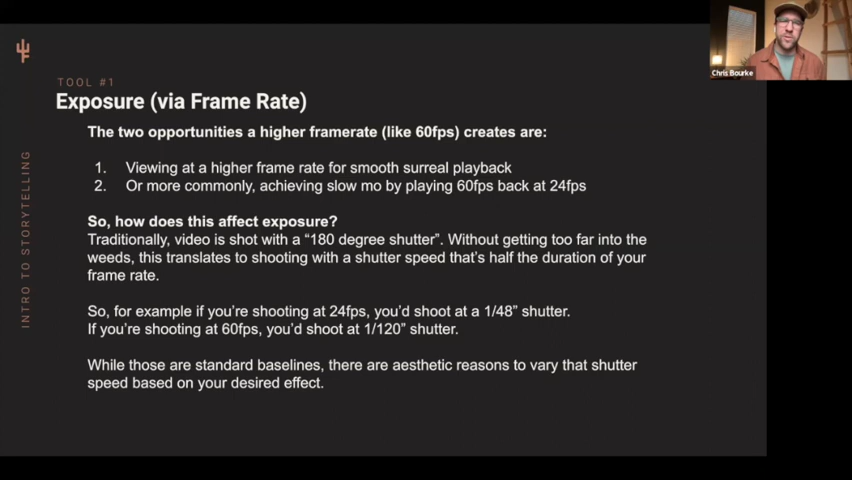 TOOL #1
Exposure (via Frame Rate)
The two opportunities a higher framerate (like 60fps) creates are:
1. Viewing at a higher frame rate for smooth surreal playback
2. Or more commonly, achieving slow mo by playing 60fps back at 24fps
So, how does this affect exposure?
Traditionally, video is shot with a “180 degree shutter”. Without getting too far into the
weeds, this translates to shooting with a shutter speed that’s half the duration of your
frame rate.
So, for example if you’re shooting at 24fps, you’d shoot at a 1/48” shutter.
If you’re shooting at 60fps, you’d shoot at 1/120” shutter.
While those are standard baselines, there are aesthetic reasons to vary that shutter
speed based on your desired effect.
INTRO TO STORYTELLING
Chris Bourke